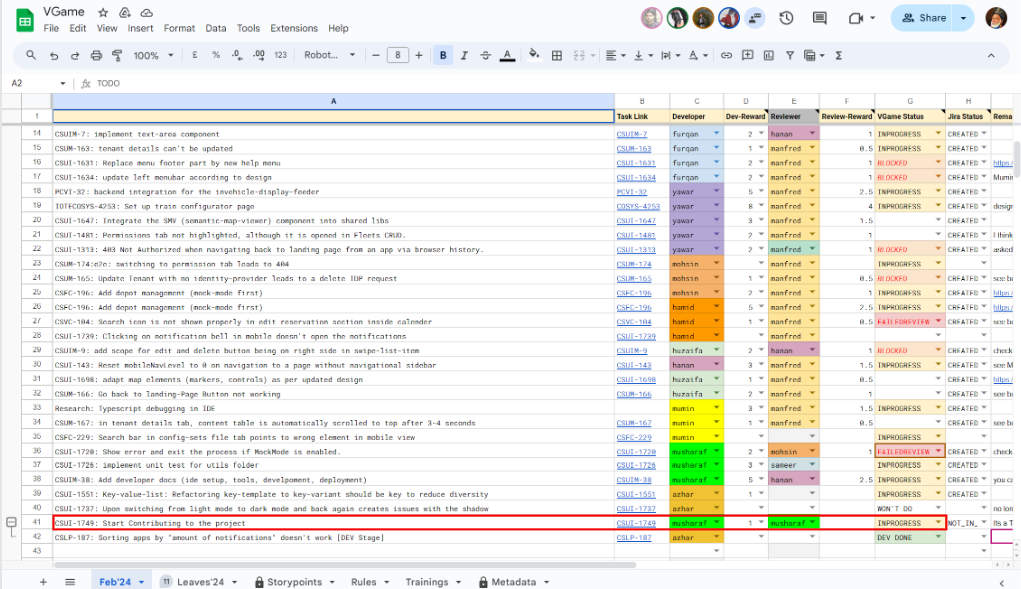 VGame
File Edit View Insert Format Data Tools Extensions Help
Share
100% £ % .0 .00 123 Robot... − 8 + B I A Σ
A2 fx TODO
A B C D E F G H
1 Task Link Developer Dev-Reward Reviewer Review-Reward VGame Status Jira Status Rema
14 CSUIM-7: implement text-area component CSUIM-7 furqan 2 hanan 1 INPROGRESS CREATED
15 CSUM-163: tenant details can't be updated CSUM-163 furqan 1 manfred 0.5 INPROGRESS CREATED
16 CSUI-1631: Replace menu footer part by new help menu CSUI-1631 furqan 2 manfred 1 BLOCKED CREATED https:/
17 CSUI-1634: update left menubar according to design CSUI-1634 furqan 2 manfred 1 BLOCKED CREATED Mumin
18 PCVI-32: backend integration for the invehicle-display-feeder PCVI-32 yawar 5 manfred 2.5 INPROGRESS CREATED
19 IOTECOSYS-4253: Set up train configurator page COSYS-4253 yawar 8 manfred 4 INPROGRESS CREATED design
20 CSUI-1647: Integrate the SMV (semantic-map-viewer) component into shared libs CSUI-1647 yawar 3 manfred 1.5 CREATED
21 CSUI-1481: Permissions tab not highlighted, although it is opened in Fleets CRUD. CSUI-1481 yawar 2 manfred 1 CREATED I think
22 CSUI-1313: 403 Not Authorized when navigating back to landing page from an app via browser history. CSUI-1313 yawar 2 manfred 1 BLOCKED CREATED asked
23 CSUM-174:e2e: switching to permission tab leads to 404 CSUM-174 mohsin manfred INPROGRESS CREATED
24 CSUM-165: Update Tenant with no identity-provider leads to a delete IDP request CSUM-165 mohsin 1 manfred 0.5 BLOCKED CREATED see b
25 CSFC-196: Add depot management (mock-mode first) CSFC-196 mohsin 2 manfred 1 INPROGRESS CREATED https:/
26 CSFC-196: Add depot management (mock-mode first) CSFC-196 hamid 5 manfred 2.5 INPROGRESS CREATED https:/
27 CSVC-104: Search icon is not shown properly in edit reservation section inside calender CSVC-104 hamid 1 manfred 0.5 FAILEDREVIEW CREATED see b
28 CSUI-1739: Clicking on notification bell in mobile doesn't open the notifications CSUI-1739 hamid
29 CSUIM-9: add scope for edit and delete button being on right side in swipe-list-item CSUIM-9 huzaifa 2 hanan 1 BLOCKED CREATED check
30 CSUI-143: Reset mobileNavLevel to 0 on navigation to a page without navigational sidebar CSUI-143 hanan 3 manfred 1.5 INPROGRESS CREATED see M
31 CSUI-1698: adapt map elements (markers, controls) as per updated design CSUI-1698 huzaifa 1 manfred 0.5 CREATED https:/
32 CSUM-166: Go back to landing-Page Button not working CSUM-166 huzaifa 2 manfred CREATED see b
33 Research: Typescript debugging in IDE mumin 3 manfred 1.5 INPROGRESS CREATED
34 CSUM-167: in tenant details tab, content table is automatically scrolled to top after 3-4 seconds CSUM-167 mumin 1 manfred 0.5 CREATED
35 CSFC-229: Search bar in config-sets file tab points to wrong element in mobile view CSFC-229 mumin INPROGRESS CREATED
36 CSUI-1720: Show error and exit the process if MockMode is enabled. CSUI-1720 musharaf 2 mohsin 1 FAILEDREVIEW CREATED check
37 CSUI-1726: implement unit test for utils folder CSUI-1726 musharaf 3 sameer INPROGRESS CREATED
38 CSUIM-38: Add developer docs (ide setup, tools, develpoment, deployment) CSUIM-38 musharaf 5 hanan 2.5 INPROGRESS CREATED you ca
39 CSUI-1551: Key-value-list: Refactoring key-template to key-variant should be key to reduce diversity CSUI-1551 azhar 1 INPROGRESS CREATED
40 CSUI-1737: Upon switching from light mode to dark mode and back again creates issues with the shadow CSUI-1737 azhar WON'T DO no lon
41 CSUI-1749: Start Contributing to the project CSUI-1749 musharaf 1 musharaf INPROGRESS NOT_IN_ Its a T
42 CSLP-187: Sorting apps by "amount of notifications" doesn't work [DEV Stage] CSLP-187 azhar DEV DONE
43
+ Feb'24 11 Leaves'24 Storypoints Rules Trainings Metadata